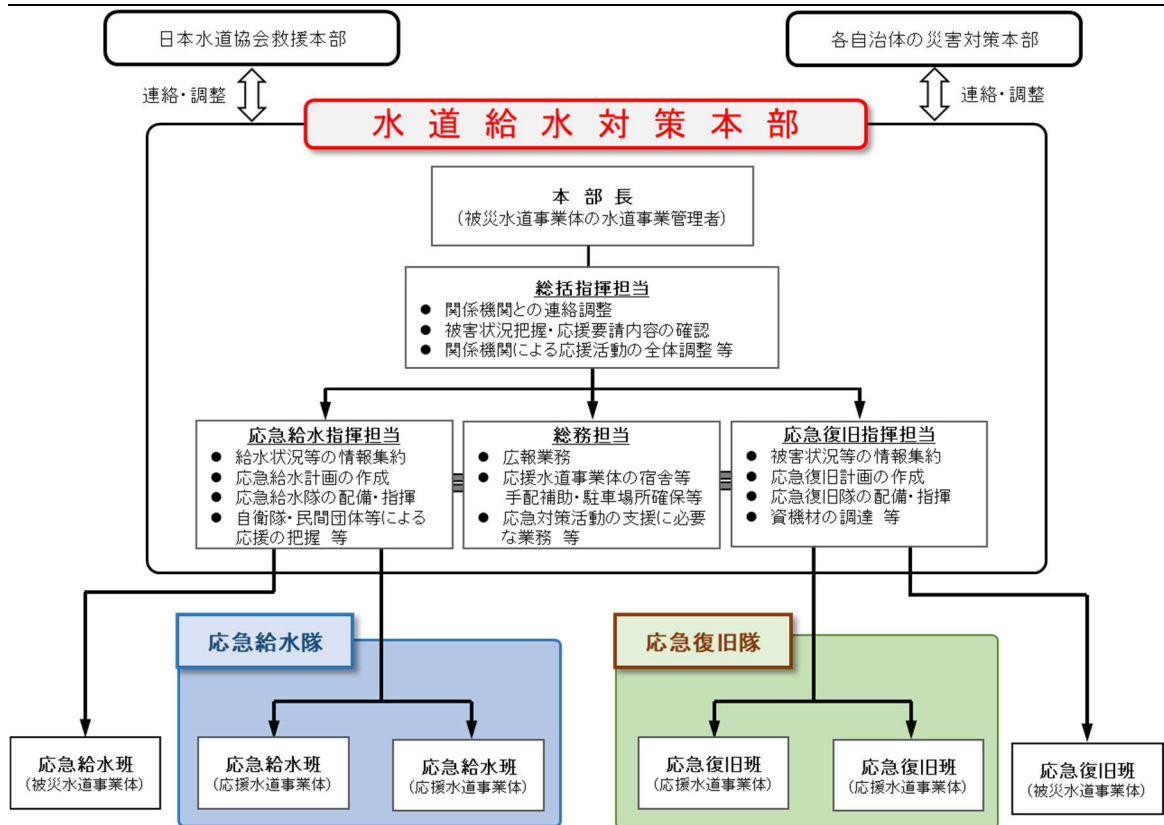 日本水道協会救援本部
各自治体の災害対策本部
連絡・調整
連絡・調整
水道給水対策本部
本部長
(被災水道事業体の水道事業管理者)
総括指揮担当
● 関係機関との連絡調整
● 被害状況把握・応援要請内容の確認
● 関係機関による応援活動の全体調整 等
応急給水指揮担当
● 給水状況等の情報集約
● 応急給水計画の作成
● 応急給水隊の配備・指揮
● 自衛隊・民間団体等による
応援の把握 等
総務担当
● 広報業務
● 応援水道事業体の宿舎等
手配補助・駐車場所確保等
● 応急対策活動の支援に必要
な業務 等
応急復旧指揮担当
● 被害状況等の情報集約
● 応急復旧計画の作成
● 応急復旧隊の配備・指揮
● 資機材の調達 等
応急給水隊
応急復旧隊
応急給水班
(被災水道事業体)
応急給水班
(応援水道事業体)
応急給水班
(応援水道事業体)
応急復旧班
(応援水道事業体)
応急復旧班
(応援水道事業体)
応急復旧班
(被災水道事業体)